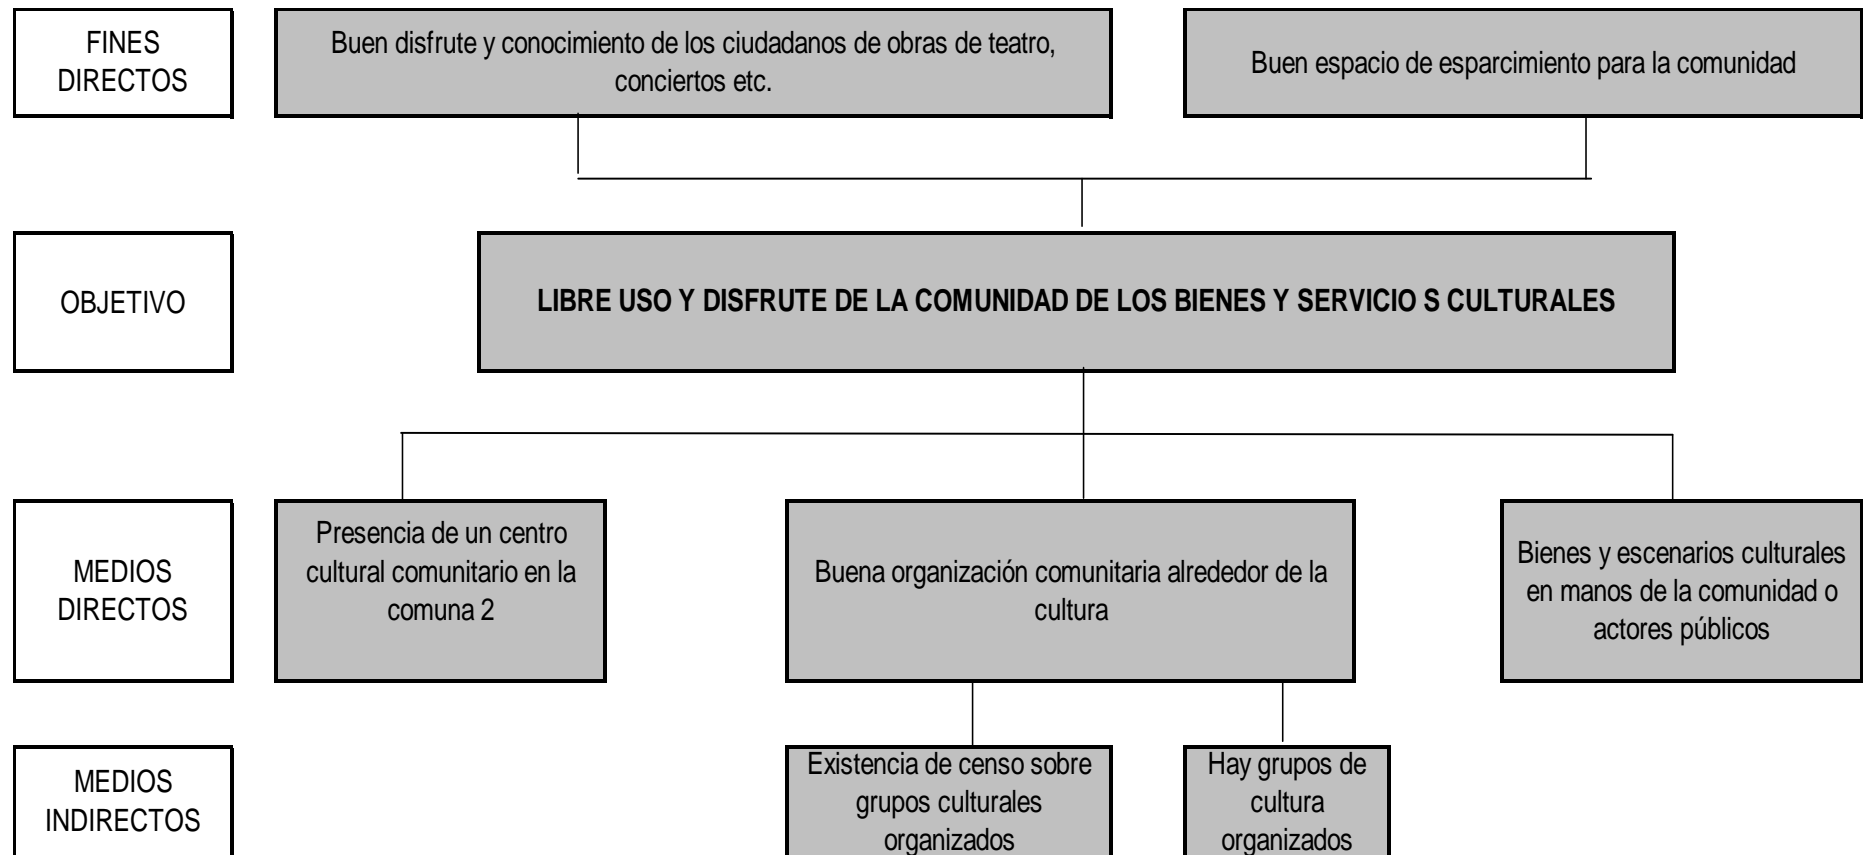 FINES
DIRECTOS
Buen disfrute y conocimiento de los ciudadanos de obras de teatro,
conciertos etc.
Buen espacio de esparcimiento para la comunidad
OBJETIVO
LIBRE USO Y DISFRUTE DE LA COMUNIDAD DE LOS BIENES Y SERVICIO S CULTURALES
MEDIOS
DIRECTOS
Presencia de un centro
cultural comunitario en la
comuna 2
Buena organización comunitaria alrededor de la
cultura
Bienes y escenarios culturales
en manos de la comunidad o
actores públicos
MEDIOS
INDIRECTOS
Existencia de censo sobre
grupos culturales
organizados
Hay grupos de
cultura
organizados